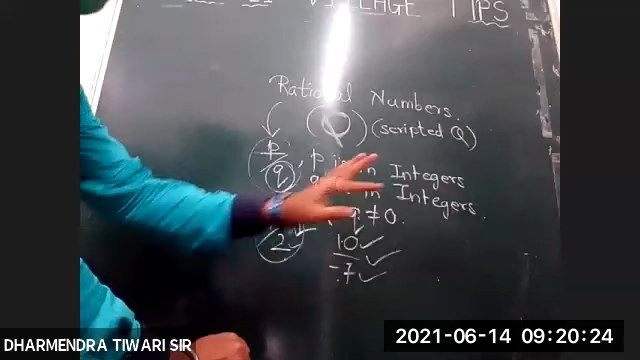 VILLAGE TIPS
Rational Numbers.
(Q) (scripted Q)
p/q, p in Integers
q in Integers
q ≠ 0.
2
10
-7
DHARMENDRA TIWARI SIR
2021-06-14 09:20:24